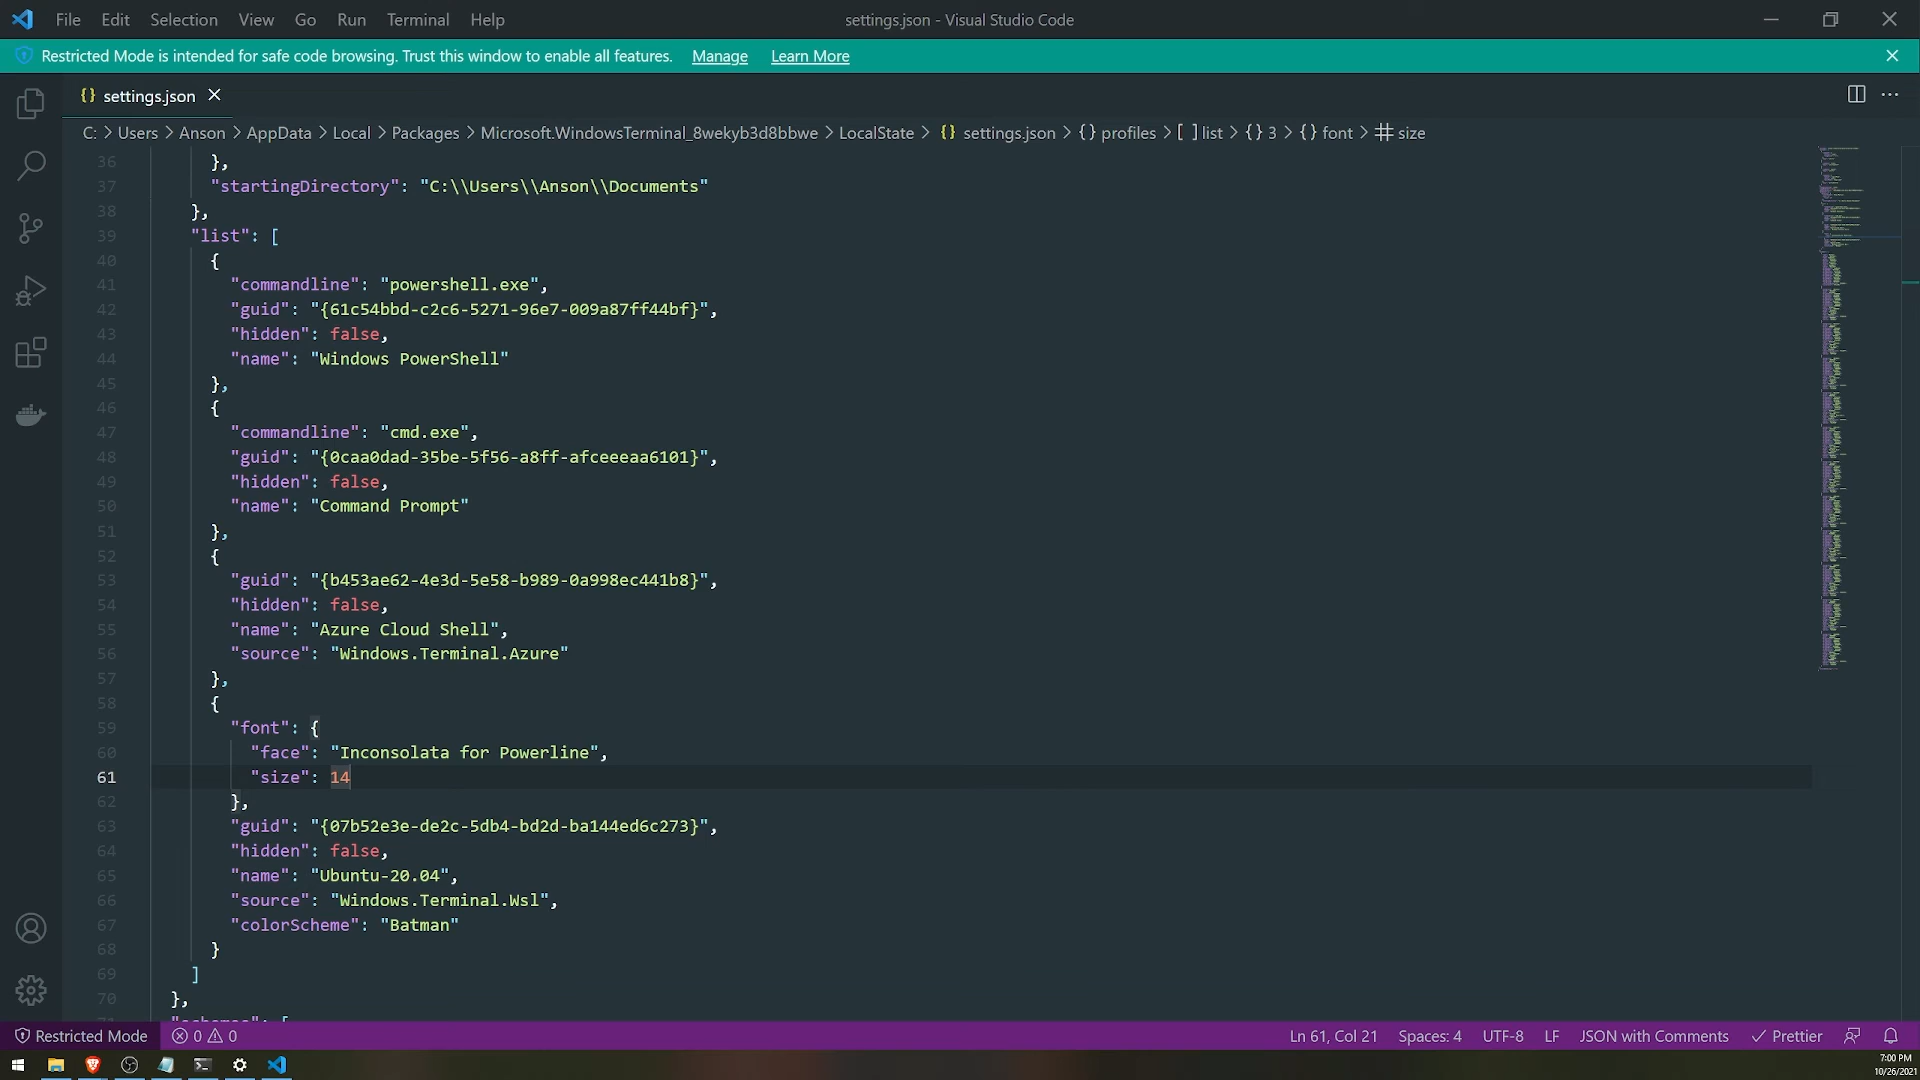 File Edit Selection View Go Run Terminal Help settings.json - Visual Studio Code
Restricted Mode is intended for safe code browsing. Trust this window to enable all features. Manage Learn More
{} settings.json
C: > Users > Anson > AppData > Local > Packages > Microsoft.WindowsTerminal_8wekyb3d8bbwe > LocalState > {} settings.json > {} profiles > [ ] list > {} 3 > {} font > # size
36 },
37 "startingDirectory": "C:\\Users\\Anson\\Documents"
38 },
39 "list": [
40 {
41 "commandline": "powershell.exe",
42 "guid": "{61c54bbd-c2c6-5271-96e7-009a87ff44bf}",
43 "hidden": false,
44 "name": "Windows PowerShell"
45 },
46 {
47 "commandline": "cmd.exe",
48 "guid": "{0caa0dad-35be-5f56-a8ff-afceeeaa6101}",
49 "hidden": false,
50 "name": "Command Prompt"
51 },
52 {
53 "guid": "{b453ae62-4e3d-5e58-b989-0a998ec441b8}",
54 "hidden": false,
55 "name": "Azure Cloud Shell",
56 "source": "Windows.Terminal.Azure"
57 },
58 {
59 "font": {
60 "face": "Inconsolata for Powerline",
61 "size": 14
62 },
63 "guid": "{07b52e3e-de2c-5db4-bd2d-ba144ed6c273}",
64 "hidden": false,
65 "name": "Ubuntu-20.04",
66 "source": "Windows.Terminal.Wsl",
67 "colorScheme": "Batman"
68 }
69 ]
70 },
Restricted Mode 0 0 Ln 61, Col 21 Spaces: 4 UTF-8 LF JSON with Comments Prettier
7:00 PM
10/26/2021